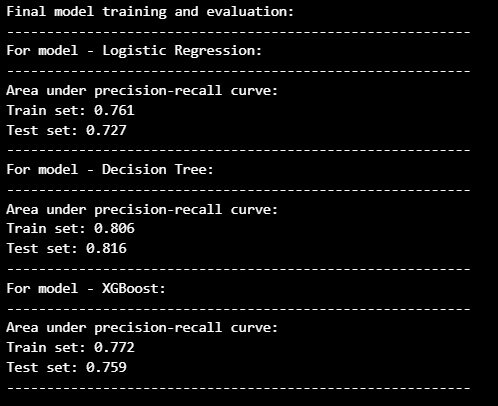 Final model training and evaluation:
----------------------------------------------------------
For model - Logistic Regression:
----------------------------------------------------------
Area under precision-recall curve:
Train set: 0.761
Test set: 0.727
----------------------------------------------------------
For model - Decision Tree:
----------------------------------------------------------
Area under precision-recall curve:
Train set: 0.806
Test set: 0.816
----------------------------------------------------------
For model - XGBoost:
----------------------------------------------------------
Area under precision-recall curve:
Train set: 0.772
Test set: 0.759
----------------------------------------------------------